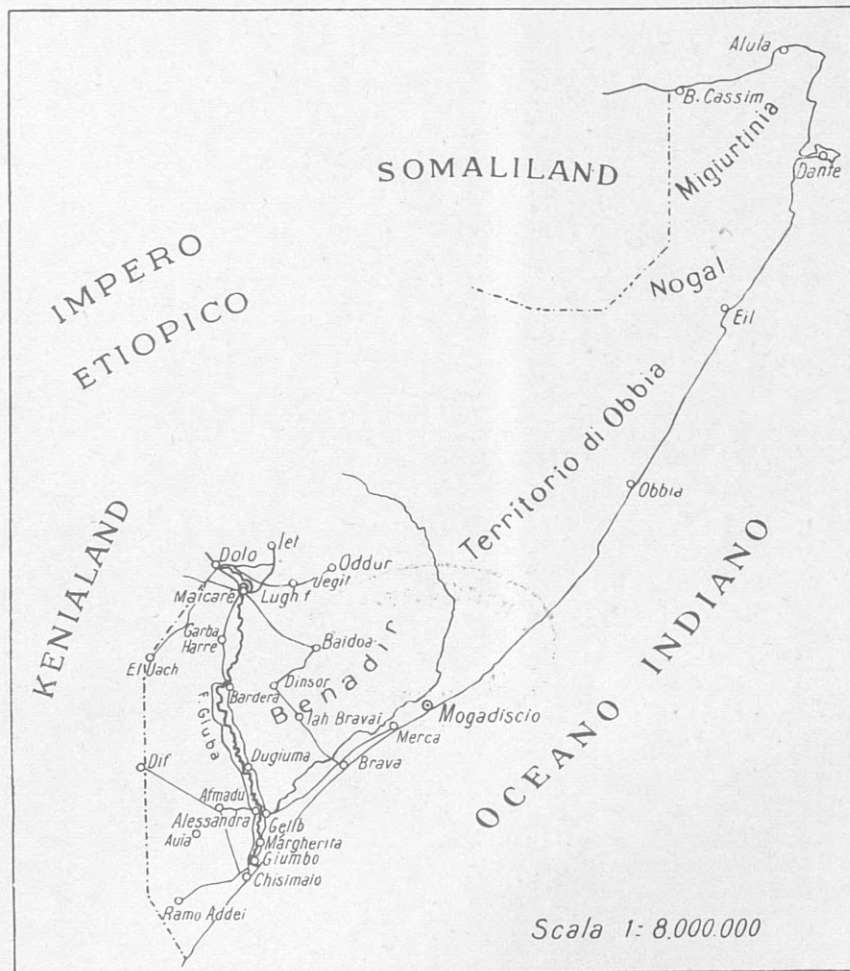 Alula
B. Cassim
Migiurtinia
SOMALILAND
Dante
IMPERO
ETIOPICO
Nogal
Eil
Territorio di Obbia
Obbia
KENIALAND
Iet
Dolo
Oddur
Uegit
Maicare
Lugh f
Garba
Harre
Baidoa
El Uach
Benadir
Dinsor
Bardera
F. Giuba
Iah Bravai
Mogadiscio
Merca
OCEANO INDIANO
Dif
Dugiuma
Brava
Afmadu
Alessandra
Gelib
Auia
Margherita
Giumbo
Chisimaio
Ramo Addei
Scala 1: 8.000.000